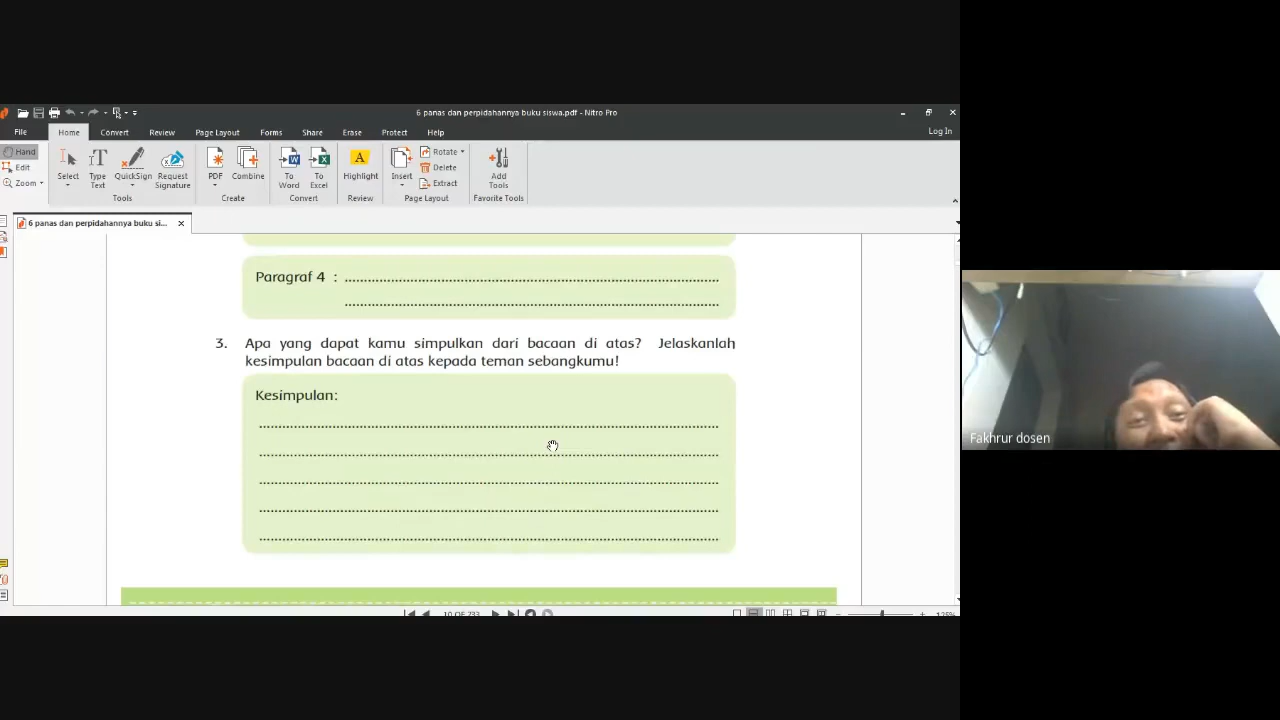 6 panas dan perpidahannya buku siswa.pdf - Nitro Pro
File Home Convert Review Page Layout Forms Share Erase Protect Help Log In
Hand
Edit
Zoom
Select
Type Text
QuickSign
Request Signature
Tools
PDF
Combine
Create
To Word
To Excel
Convert
Highlight
Review
Insert
Rotate
Delete
Extract
Page Layout
Add Tools
Favorite Tools
6 panas dan perpidahannya buku si...
Paragraf 4 :
3. Apa yang dapat kamu simpulkan dari bacaan di atas? Jelaskanlah
kesimpulan bacaan di atas kepada teman sebangkumu!
Kesimpulan:
10 OF 233
125%
Fakhrur dosen